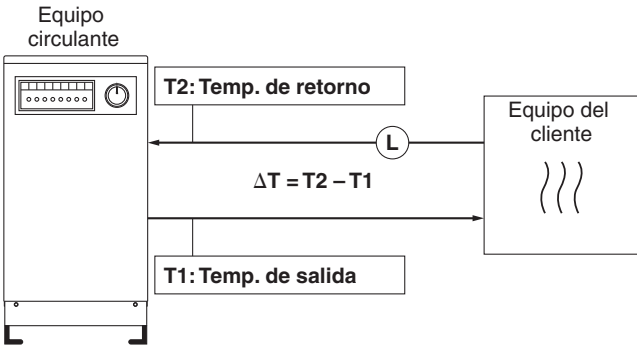 Equipo
circulante
T2: Temp. de retorno
Equipo del
cliente
L
ΔT = T2 – T1
T1: Temp. de salida